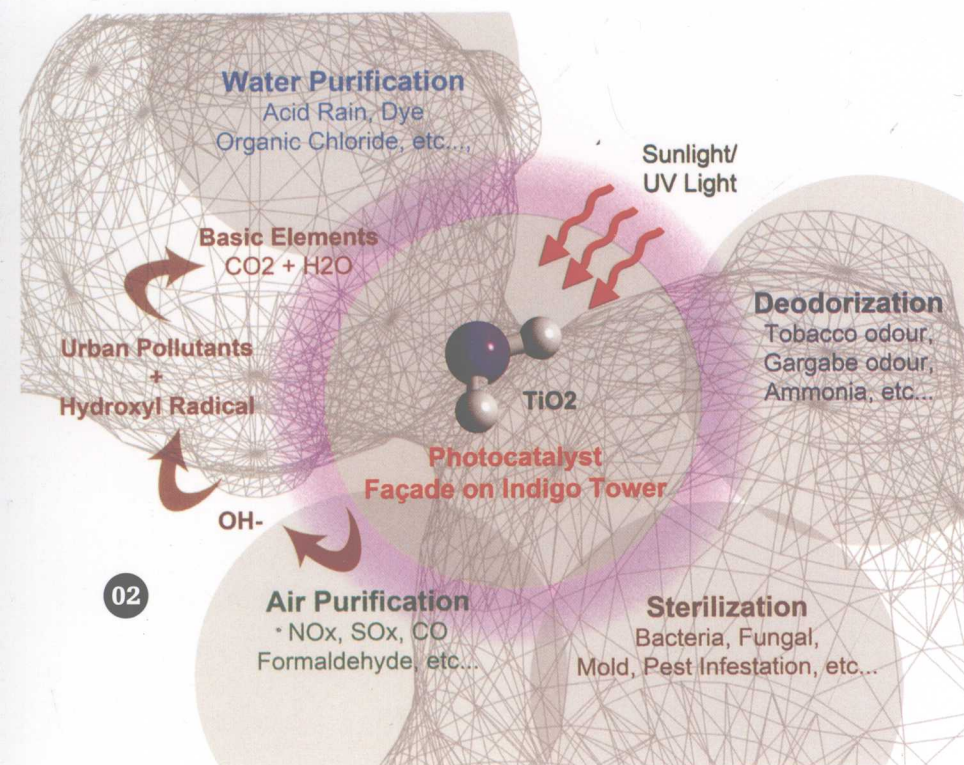 Water Purification
Acid Rain, Dye
Organic Chloride, etc...,
Sunlight/
UV Light
Basic Elements
CO2 + H2O
Urban Pollutants
+
Hydroxyl Radical
OH-
TiO2
Photocatalyst
Façade on Indigo Tower
Deodorization
Tobacco odour,
Gargabe odour,
Ammonia, etc...
02
Air Purification
NOx, SOx, CO
Formaldehyde, etc...
Sterilization
Bacteria, Fungal,
Mold, Pest Infestation, etc...